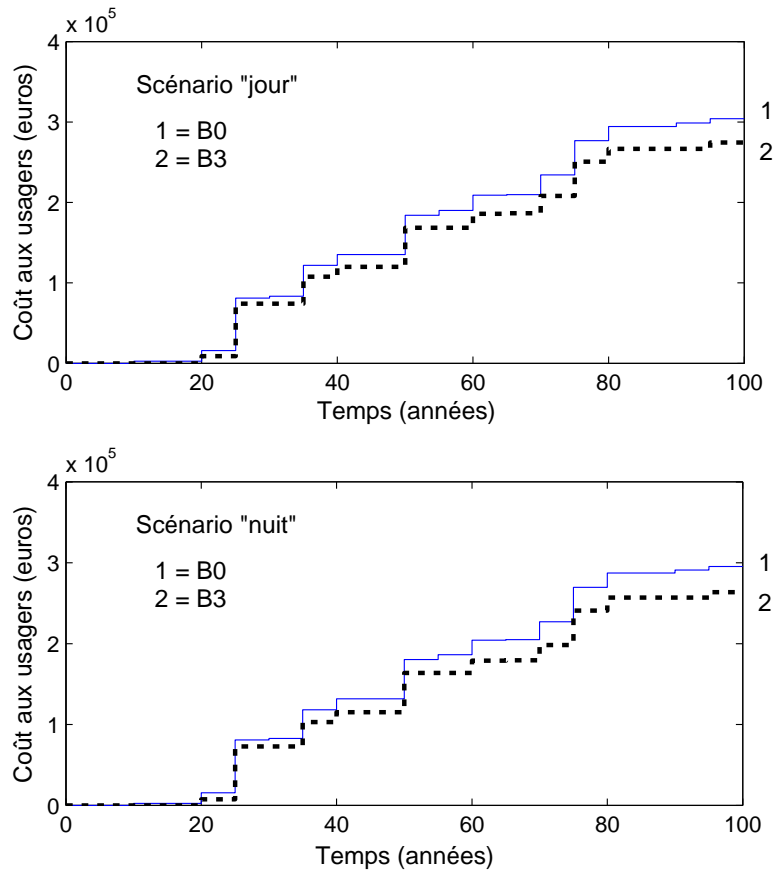 x 10^5
4
3
2
1
0
Coût aux usagers (euros)
Scénario "jour"
1 = B0
2 = B3
1
2
0 20 40 60 80 100
Temps (années)
x 10^5
4
3
2
1
0
Coût aux usagers (euros)
Scénario "nuit"
1 = B0
2 = B3
1
2
0 20 40 60 80 100
Temps (années)